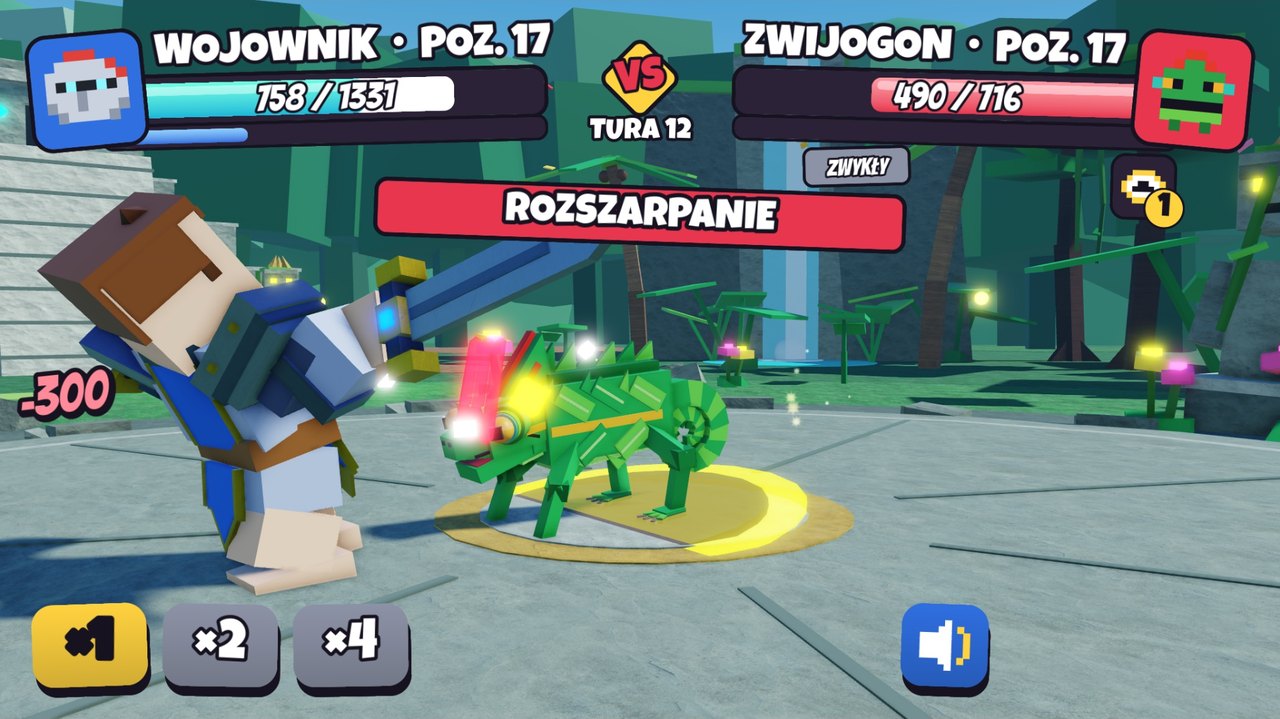 WOJOWNIK • POZ. 17
758 / 1331
VS
TURA 12
ZWIJOGON • POZ. 17
490 / 716
ZWYKŁY
1
ROZSZARPANIE
-300
×1
×2
×4